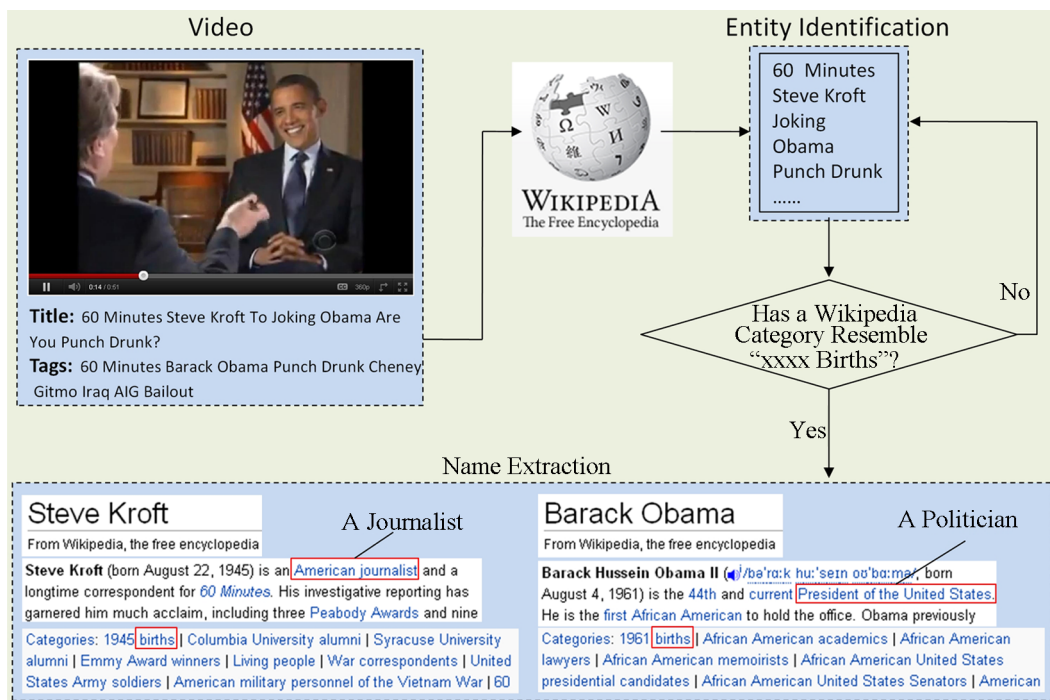 Video
Entity Identification
0:14 / 0:51
CC 360p
Title: 60 Minutes Steve Kroft To Joking Obama Are
You Punch Drunk?
Tags: 60 Minutes Barack Obama Punch Drunk Cheney
Gitmo Iraq AIG Bailout
Ω W И 維 7
WIKIPEDIA
The Free Encyclopedia
60 Minutes
Steve Kroft
Joking
Obama
Punch Drunk
......
Has a Wikipedia
Category Resemble
“xxxx Births”?
No
Yes
Name Extraction
Steve Kroft
From Wikipedia, the free encyclopedia
A Journalist
Steve Kroft (born August 22, 1945) is an American journalist and a
longtime correspondent for 60 Minutes. His investigative reporting has
garnered him much acclaim, including three Peabody Awards and nine
Categories: 1945 births | Columbia University alumni | Syracuse University
alumni | Emmy Award winners | Living people | War correspondents | United
States Army soldiers | American military personnel of the Vietnam War | 60
Barack Obama
From Wikipedia, the free encyclopedia
A Politician
Barack Hussein Obama II (/bəˈrɑːk huːˈseɪn oʊˈbɑːmə/; born
August 4, 1961) is the 44th and current President of the United States.
He is the first African American to hold the office. Obama previously
Categories: 1961 births | African American academics | African American
lawyers | African American memoirists | African American United States
presidential candidates | African American United States Senators | American